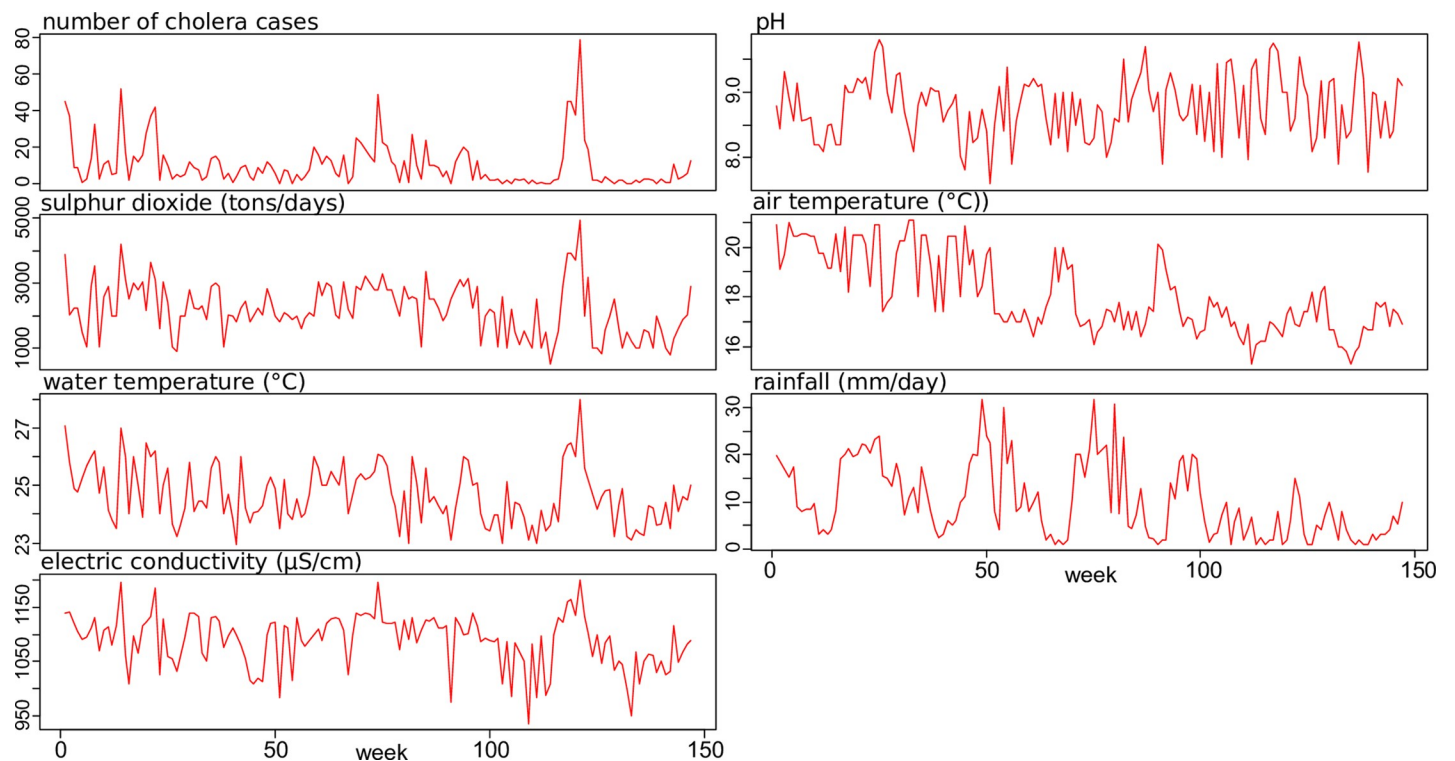 number of cholera cases
0 20 40 60 80
sulphur dioxide (tons/days)
1000 3000 5000
water temperature (°C)
23 25 27
electric conductivity (μS/cm)
950 1050 1150
0 50 100 150
week
pH
8.0 9.0
air temperature (°C))
16 18 20
rainfall (mm/day)
0 10 20 30
0 50 100 150
week